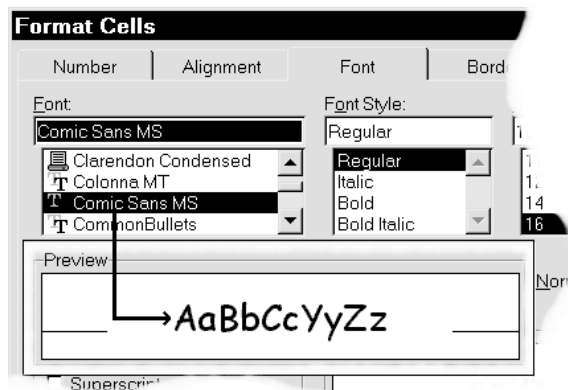 Format Cells
Number Alignment Font
Font: Font Style:
Comic Sans MS Regular
Clarendon Condensed Regular
Colonna MT Italic
Comic Sans MS Bold 14
CommonBullets Bold Italic 16
Preview
AaBbCcYyZz